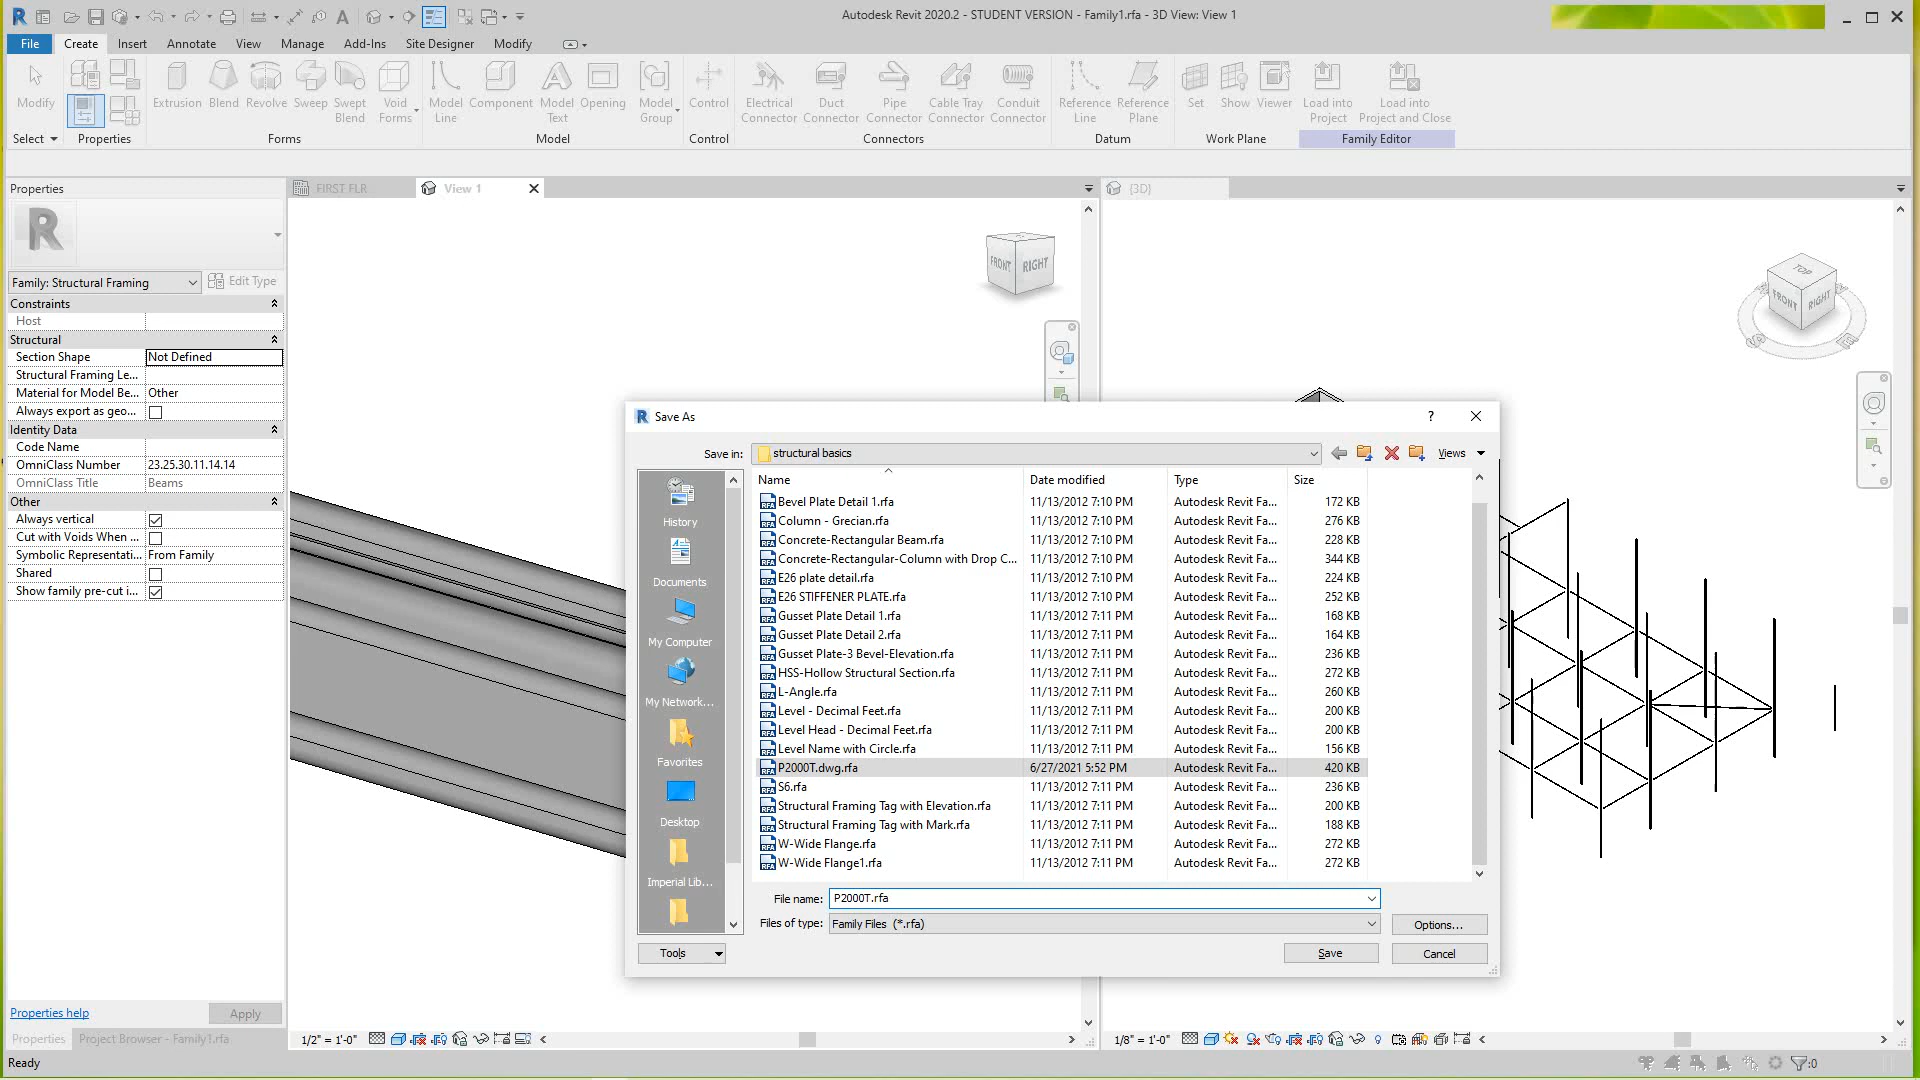 Autodesk Revit 2020.2 - STUDENT VERSION - Family1.rfa - 3D View: View 1
File Create Insert Annotate View Manage Add-Ins Site Designer Modify
Modify
Extrusion Blend Revolve Sweep Swept Blend Void Forms
Model Line Component Model Text Opening Model Group
Control
Electrical Connector Duct Connector Pipe Connector Cable Tray Connector Conduit Connector
Reference Line Reference Plane
Set Show Viewer
Load into Project Load into Project and Close
Select Properties Forms Model Control Connectors Datum Work Plane Family Editor
Properties
FIRST FLR
View 1
{3D}
Family: Structural Framing
Edit Type
Constraints
Host
Structural
Section Shape Not Defined
Structural Framing Le...
Material for Model Be... Other
Always export as geo...
Identity Data
Code Name
OmniClass Number 23.25.30.11.14.14
OmniClass Title Beams
Other
Always vertical
Cut with Voids When ...
Symbolic Representati... From Family
Shared
Show family pre-cut i...
Properties help
Apply
Properties
Project Browser - Family1.rfa
Ready
FRONT RIGHT
TOP
FRONT RIGHT
Save As
Save in: structural basics
Views
History
Documents
My Computer
My Network...
Favorites
Desktop
Imperial Lib...
Name Date modified Type Size
Bevel Plate Detail 1.rfa 11/13/2012 7:10 PM Autodesk Revit Fa... 172 KB
Column - Grecian.rfa 11/13/2012 7:10 PM Autodesk Revit Fa... 276 KB
Concrete-Rectangular Beam.rfa 11/13/2012 7:10 PM Autodesk Revit Fa... 228 KB
Concrete-Rectangular-Column with Drop C... 11/13/2012 7:10 PM Autodesk Revit Fa... 344 KB
E26 plate detail.rfa 11/13/2012 7:10 PM Autodesk Revit Fa... 224 KB
E26 STIFFENER PLATE.rfa 11/13/2012 7:10 PM Autodesk Revit Fa... 252 KB
Gusset Plate Detail 1.rfa 11/13/2012 7:11 PM Autodesk Revit Fa... 168 KB
Gusset Plate Detail 2.rfa 11/13/2012 7:11 PM Autodesk Revit Fa... 164 KB
Gusset Plate-3 Bevel-Elevation.rfa 11/13/2012 7:11 PM Autodesk Revit Fa... 236 KB
HSS-Hollow Structural Section.rfa 11/13/2012 7:11 PM Autodesk Revit Fa... 272 KB
L-Angle.rfa 11/13/2012 7:11 PM Autodesk Revit Fa... 260 KB
Level - Decimal Feet.rfa 11/13/2012 7:11 PM Autodesk Revit Fa... 200 KB
Level Head - Decimal Feet.rfa 11/13/2012 7:11 PM Autodesk Revit Fa... 200 KB
Level Name with Circle.rfa 11/13/2012 7:11 PM Autodesk Revit Fa... 156 KB
P2000T.dwg.rfa 6/27/2021 5:52 PM Autodesk Revit Fa... 420 KB
S6.rfa 11/13/2012 7:11 PM Autodesk Revit Fa... 236 KB
Structural Framing Tag with Elevation.rfa 11/13/2012 7:11 PM Autodesk Revit Fa... 200 KB
Structural Framing Tag with Mark.rfa 11/13/2012 7:11 PM Autodesk Revit Fa... 188 KB
W-Wide Flange.rfa 11/13/2012 7:11 PM Autodesk Revit Fa... 272 KB
W-Wide Flange1.rfa 11/13/2012 7:11 PM Autodesk Revit Fa... 272 KB
File name: P2000T.rfa
Files of type: Family Files (*.rfa)
Options...
Tools
Save
Cancel
1/2" = 1'-0"
1/8" = 1'-0"
:0